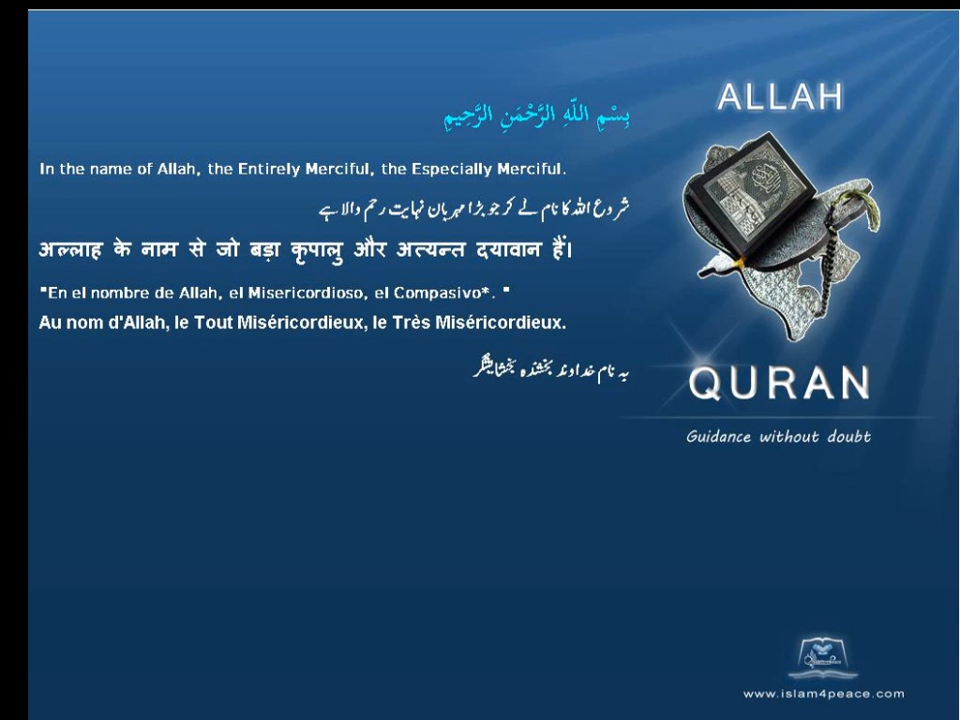 بِسْمِ اللّهِ الرَّحْمَنِ الرَّحِيمِ
In the name of Allah, the Entirely Merciful, the Especially Merciful.
شروع الله کا نام لے کر جو بڑا مہربان نہایت رحم والا ہے
अल्लाह के नाम से जो बड़ा कृपालु और अत्यन्त दयावान हैं।
"En el nombre de Allah, el Misericordioso, el Compasivo*. "
Au nom d'Allah, le Tout Miséricordieux, le Très Miséricordieux.
به نام خداوند بخشنده بخشایشگر
ALLAH
QURAN
Guidance without doubt
www.islam4peace.com